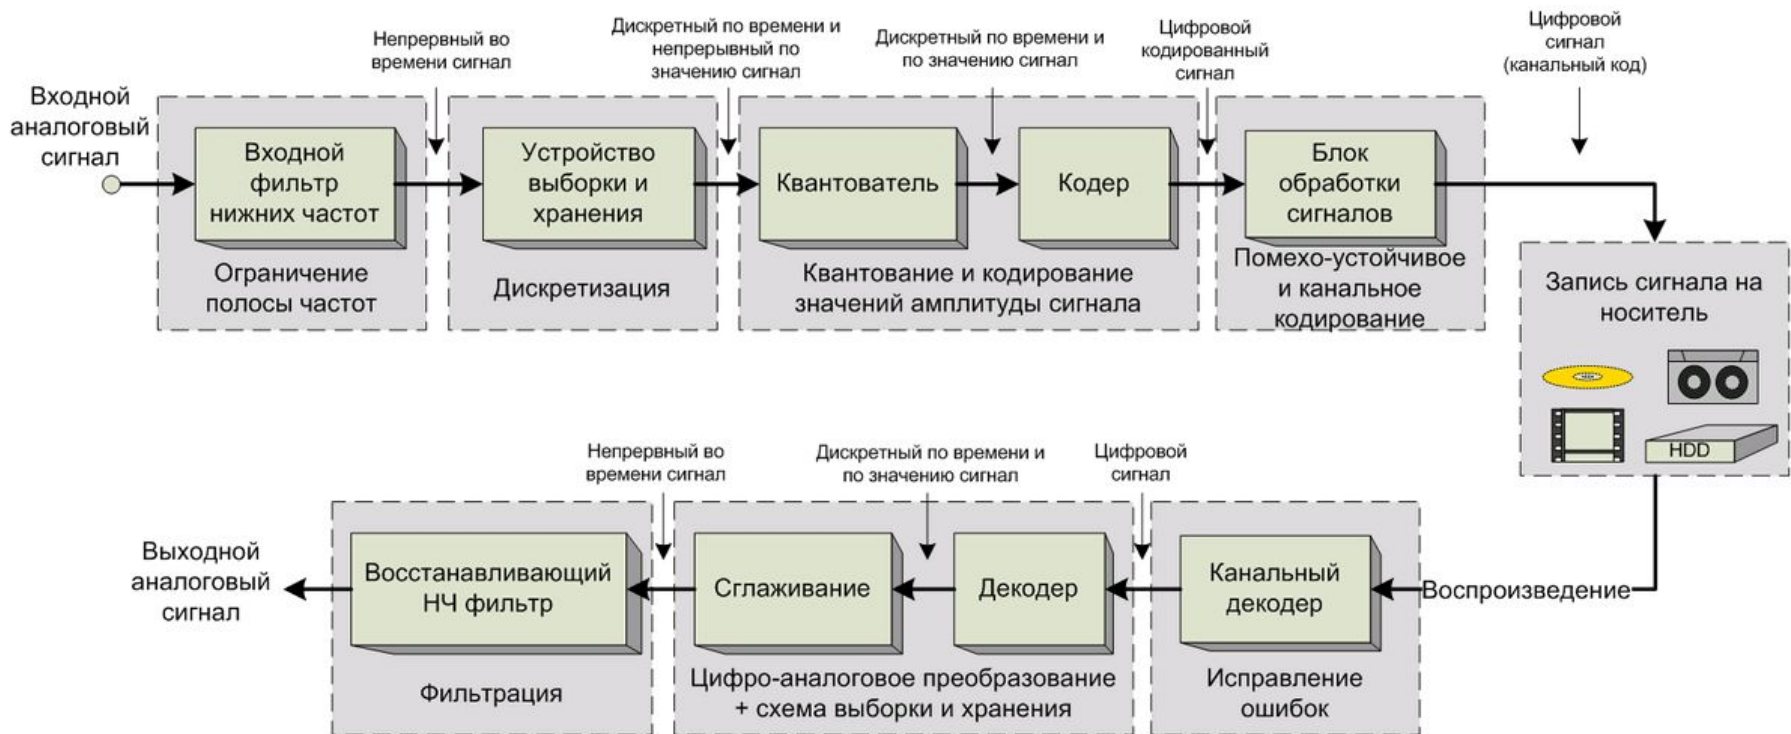 Непрервный во
времени сигнал
Дискретный по времени и
непрерывный по
значению сигнал
Дискретный по времени и
по значению сигнал
Цифровой
кодированный
сигнал
Цифровой
сигнал
(канальный код)
Входной
аналоговый
сигнал
Входной
фильтр
нижних частот
Ограничение
полосы частот
Устройство
выборки и
хранения
Дискретизация
Квантователь
Кодер
Квантование и кодирование
значений амплитуды сигнала
Блок
обработки
сигналов
Помехо-устойчивое
и канальное
кодирование
Запись сигнала на
носитель
HDD
Воспроизведение
Канальный
декодер
Исправление
ошибок
Цифровой
сигнал
Декодер
Дискретный по времени и
по значению сигнал
Сглаживание
Цифро-аналоговое преобразование
+ схема выборки и хранения
Непрервный во
времени сигнал
Восстанавливающий
НЧ фильтр
Фильтрация
Выходной
аналоговый
сигнал